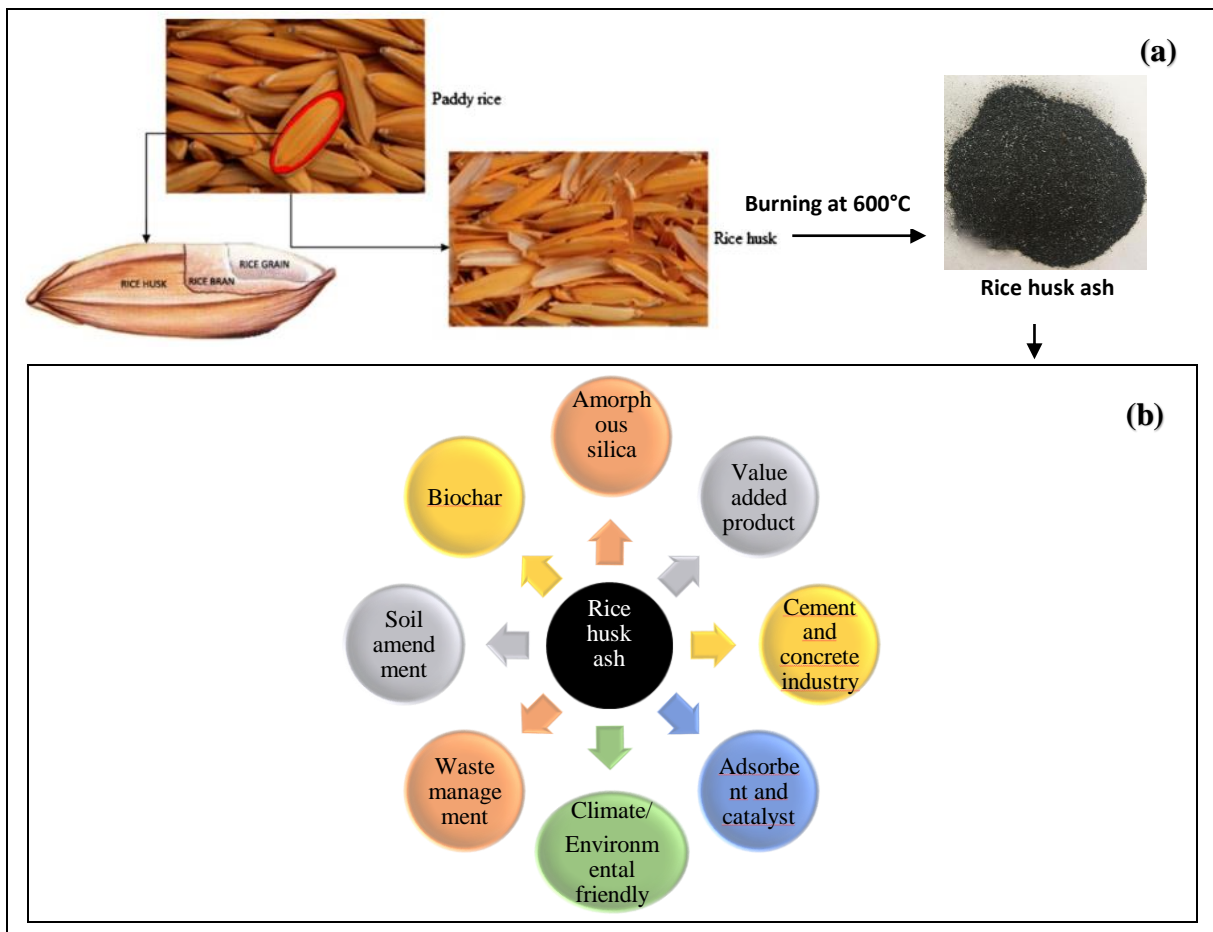 (a)
Paddy rice
RICE GRAIN
RICE HUSK
RICE BRAN
Rice husk
Burning at 600°C
Rice husk ash
(b)
Amorph
ous
silica
Value
added
product
Cement
and
concrete
industry
Adsorbe
nt and
catalyst
Climate/
Environm
ental
friendly
Waste
manage
ment
Soil
amend
ment
Biochar
Rice
husk
ash